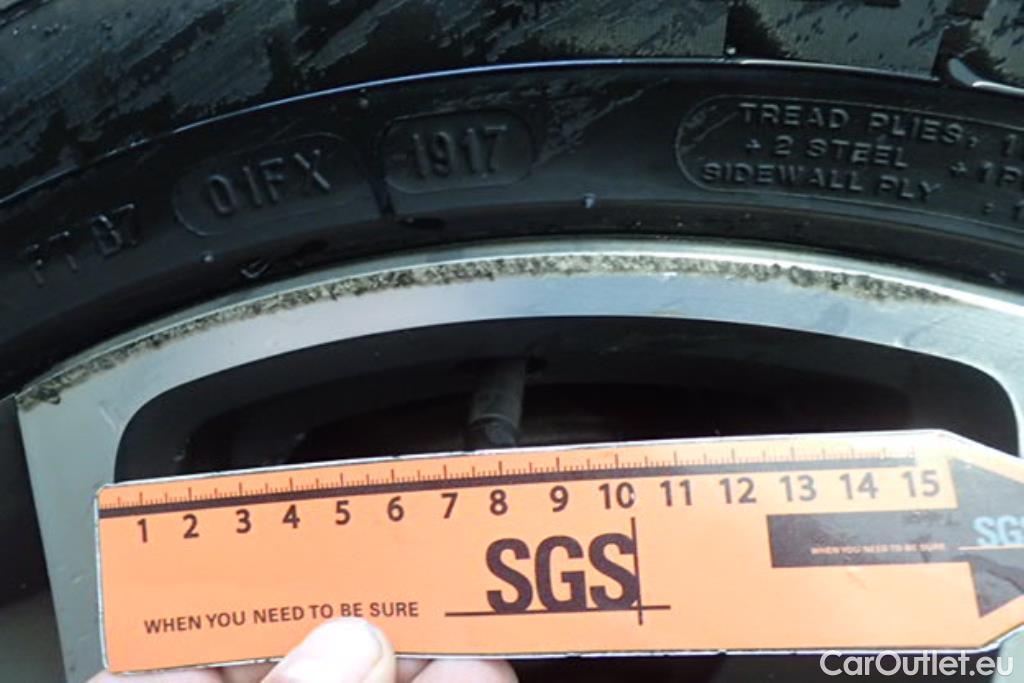 TREAD PLIES
+ 2 STEEL
SIDEWALL PLY
1917
01FX
1 2 3 4 5 6 7 8 9 10 11 12 13 14 15
SGS
WHEN YOU NEED TO BE SURE
SGS
WHEN YOU NEED TO BE SURE
CarOutlet.eu